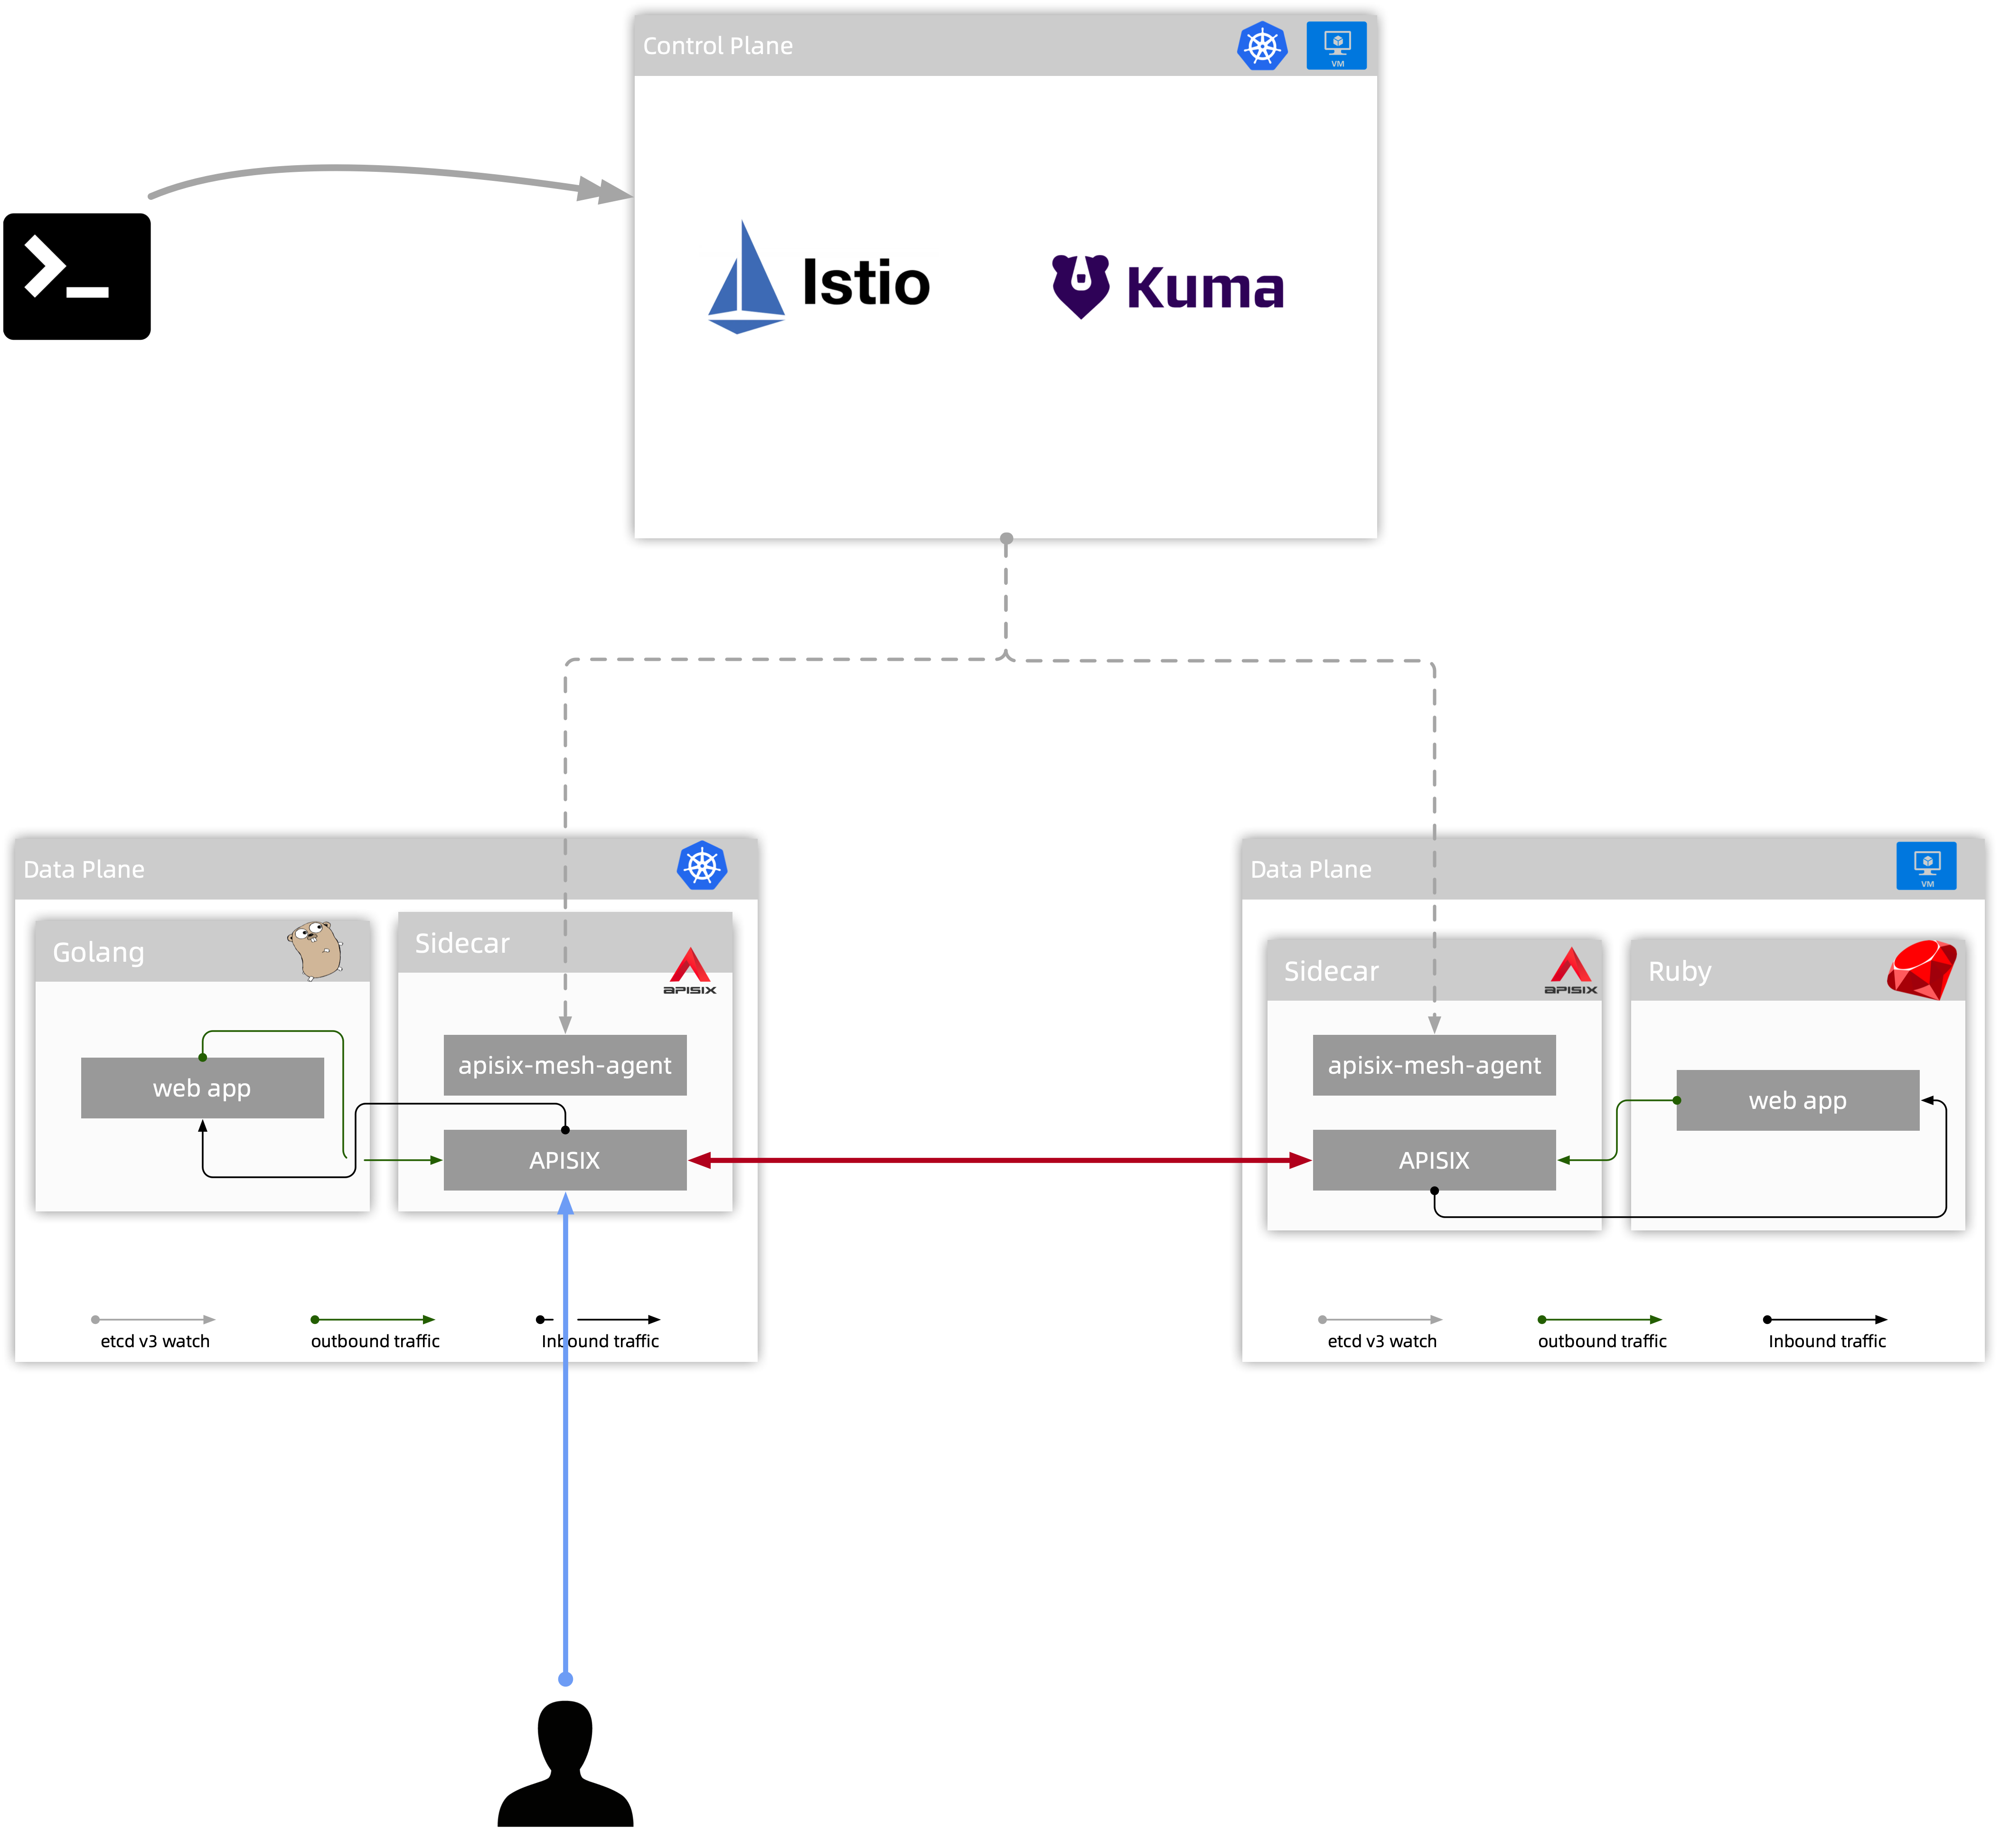 Control Plane
VM
Istio
Kuma
Data Plane
Golang
Sidecar
APISIX
web app
apisix-mesh-agent
APISIX
etcd v3 watch
outbound traffic
Inbound traffic
Data Plane
VM
Sidecar
APISIX
Ruby
apisix-mesh-agent
web app
APISIX
etcd v3 watch
outbound traffic
Inbound traffic